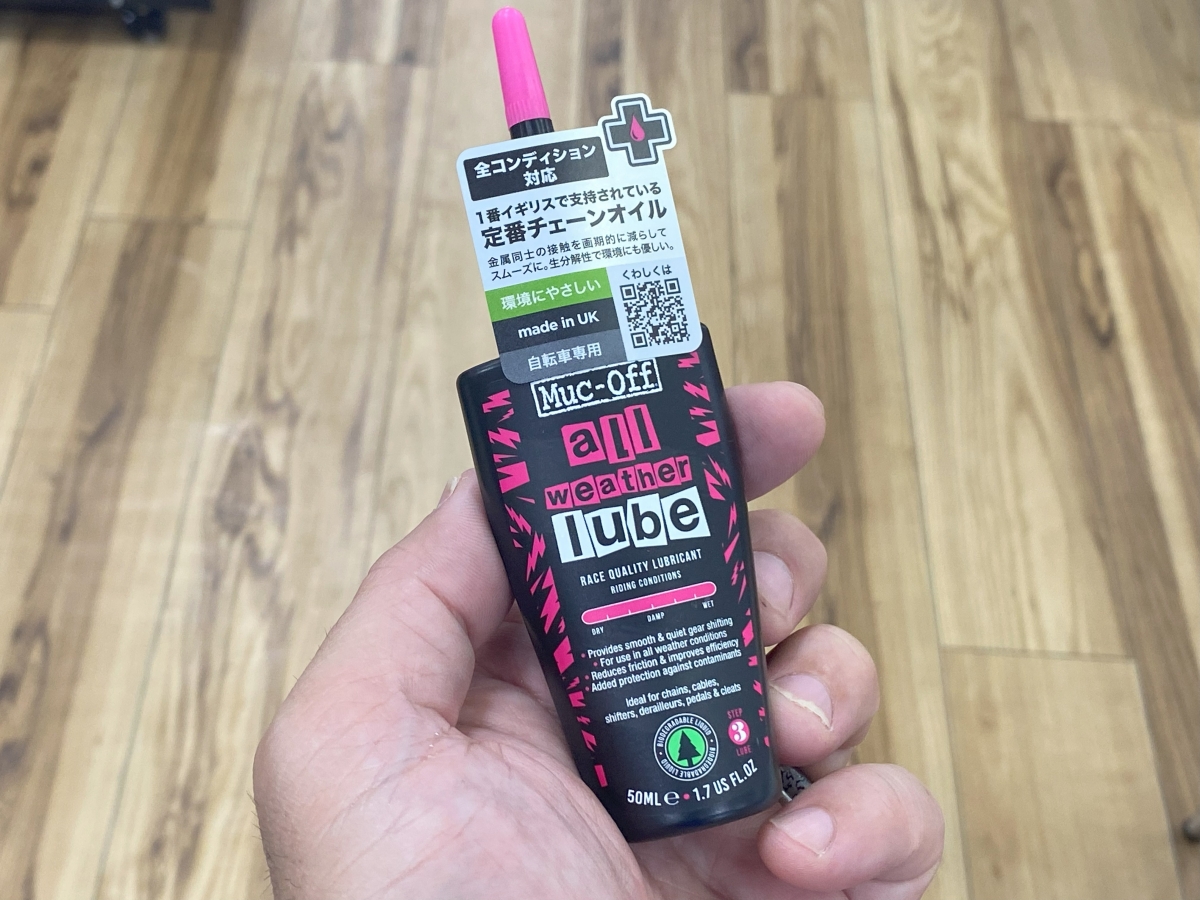 全コンディション
対応
1番イギリスで支持されている
定番チェーンオイル
金属同士の接触を画期的に減らして
スムーズに。生分解性で環境にも優しい。
環境にやさしい
made in UK
自転車専用
くわしくは
Muc-Off
all
weather
lube
RACE QUALITY LUBRICANT
RIDING CONDITIONS
DRY DAMP WET
• Provides smooth & quiet gear shifting
• For use in all weather conditions
• Reduces friction & improves efficiency
• Added protection against contaminants
Ideal for chains, cables,
shifters, derailleurs, pedals & cleats
BIODEGRADABLE LIQUID • BIODEGRADABLE LIQUID •
STEP
3
LUBE
50ML e • 1.7 US FL.OZ